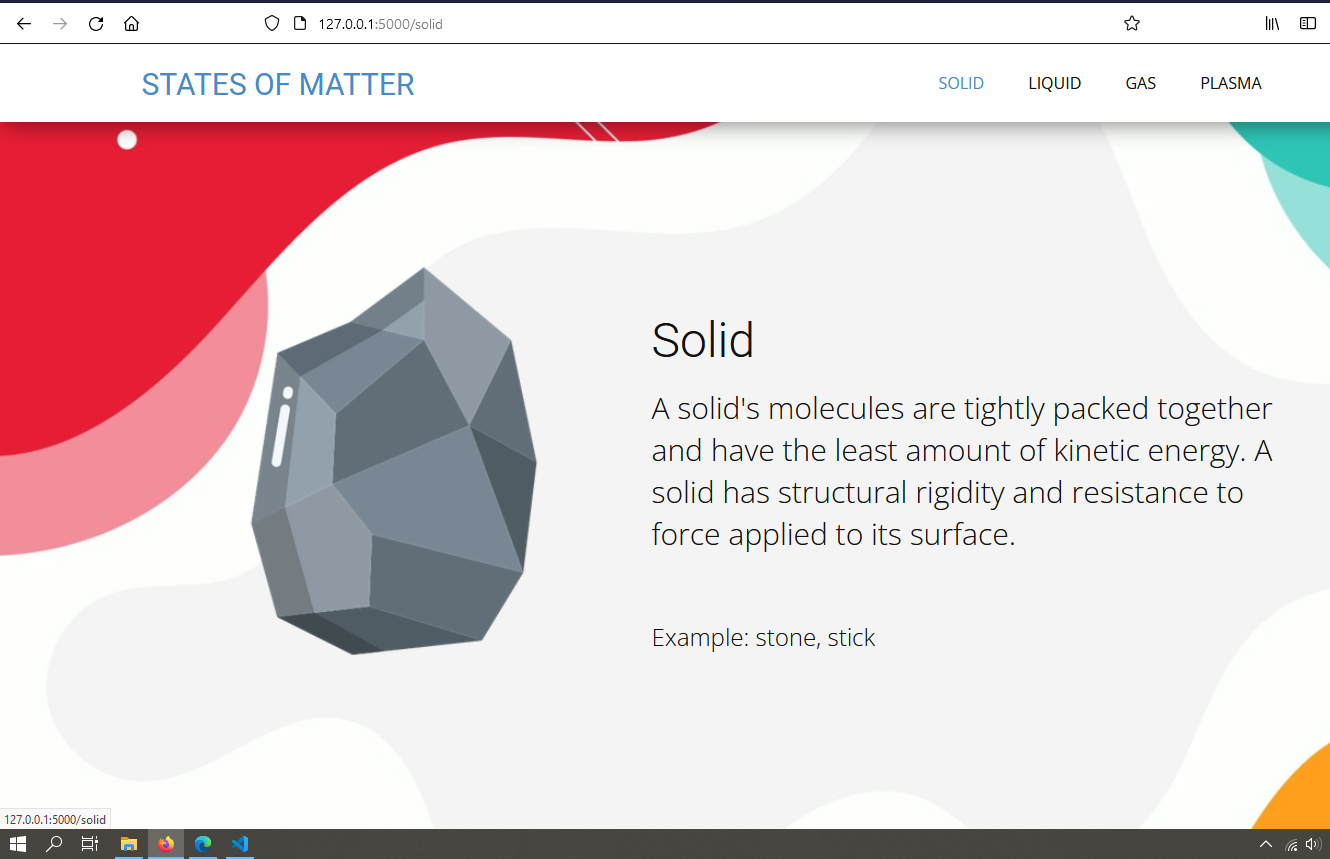 127.0.0.1:5000/solid
STATES OF MATTER
SOLID LIQUID GAS PLASMA
Solid
A solid's molecules are tightly packed together
and have the least amount of kinetic energy. A
solid has structural rigidity and resistance to
force applied to its surface.
Example: stone, stick
127.0.0.1:5000/solid